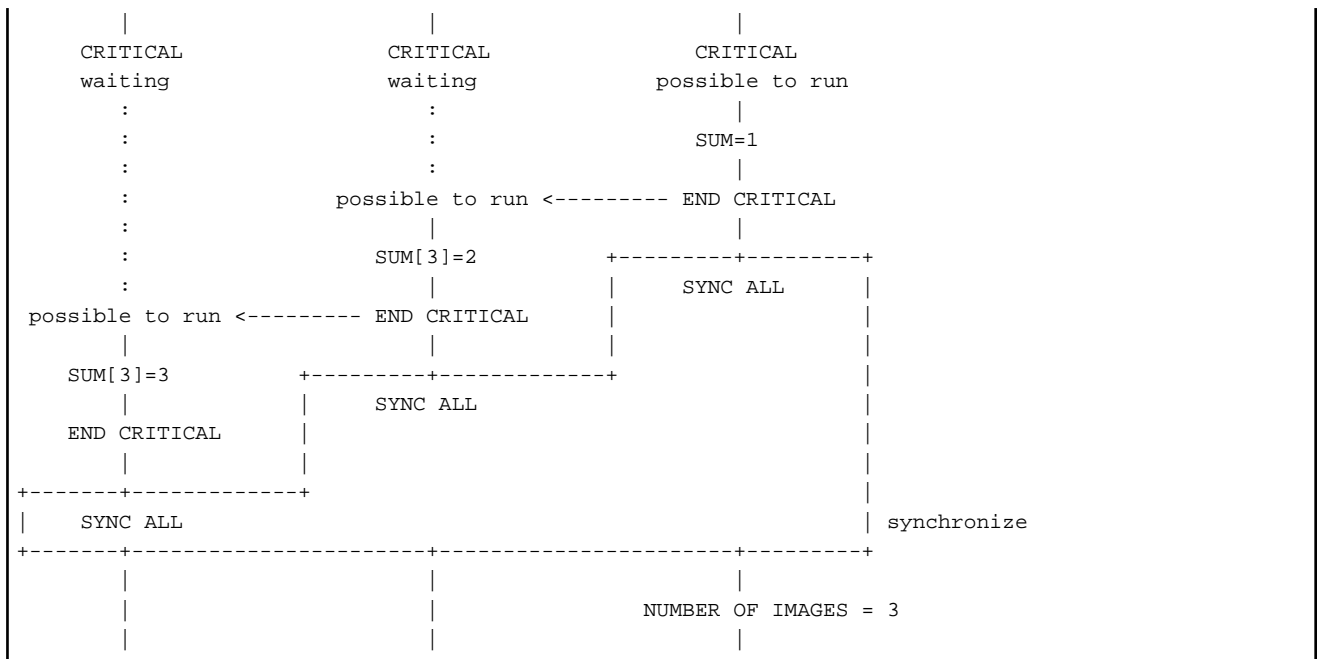 CRITICAL CRITICAL CRITICAL
waiting waiting possible to run
: : |
: : SUM=1
: : |
: possible to run <--------- END CRITICAL
: | |
: SUM[3]=2 +---------+---------+
: | | SYNC ALL |
possible to run <--------- END CRITICAL | |
| | | |
SUM[3]=3 +---------+-------------+ |
| | SYNC ALL |
END CRITICAL | |
| | |
+-------+-------------+ |
| SYNC ALL | synchronize
+-------+------------------------+------------------------+---------+
| | |
| | NUMBER OF IMAGES = 3
| | |